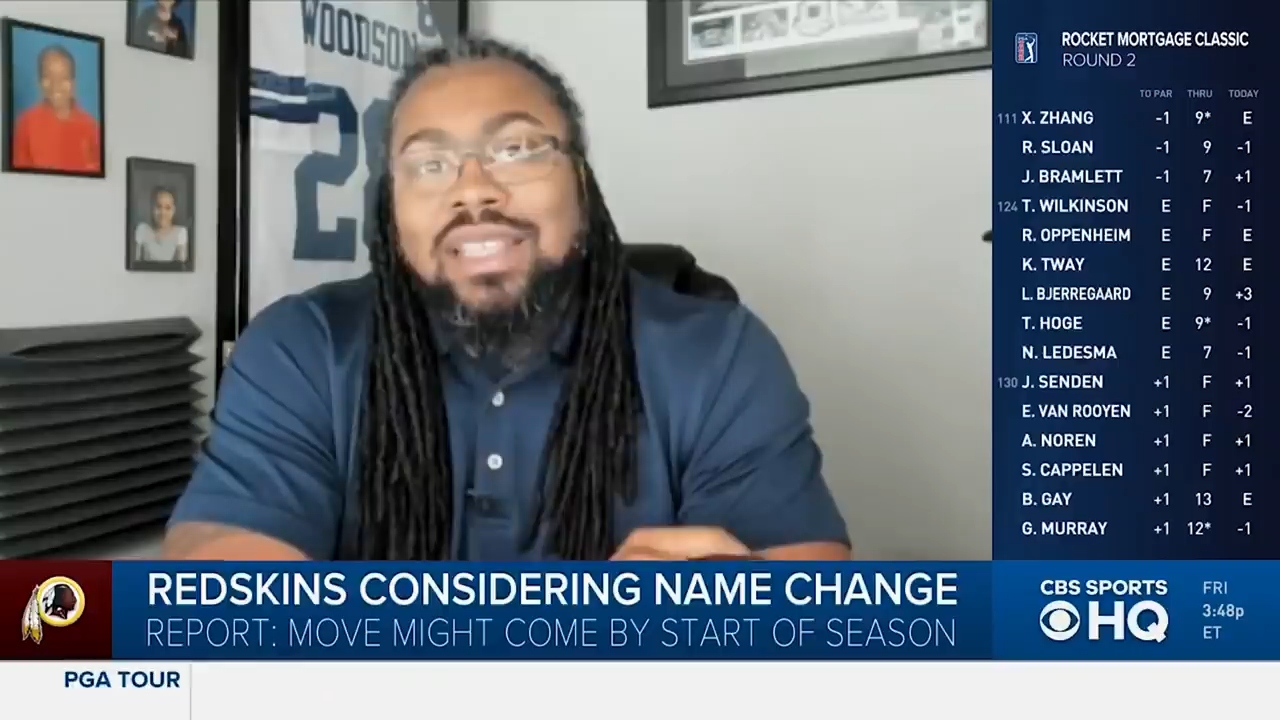 WOODSON
28
ROCKET MORTGAGE CLASSIC
ROUND 2
TO PAR THRU TODAY
111 X. ZHANG -1 9* E
R. SLOAN -1 9 -1
J. BRAMLETT -1 7 +1
124 T. WILKINSON E F -1
R. OPPENHEIM E F E
K. TWAY E 12 E
L. BJERREGAARD E 9 +3
T. HOGE E 9* -1
N. LEDESMA E 7 -1
130 J. SENDEN +1 F +1
E. VAN ROOYEN +1 F -2
A. NOREN +1 F +1
S. CAPPELEN +1 F +1
B. GAY +1 13 E
G. MURRAY +1 12* -1
REDSKINS CONSIDERING NAME CHANGE
REPORT: MOVE MIGHT COME BY START OF SEASON
CBS SPORTS
HQ
FRI
3:48p
ET
PGA TOUR